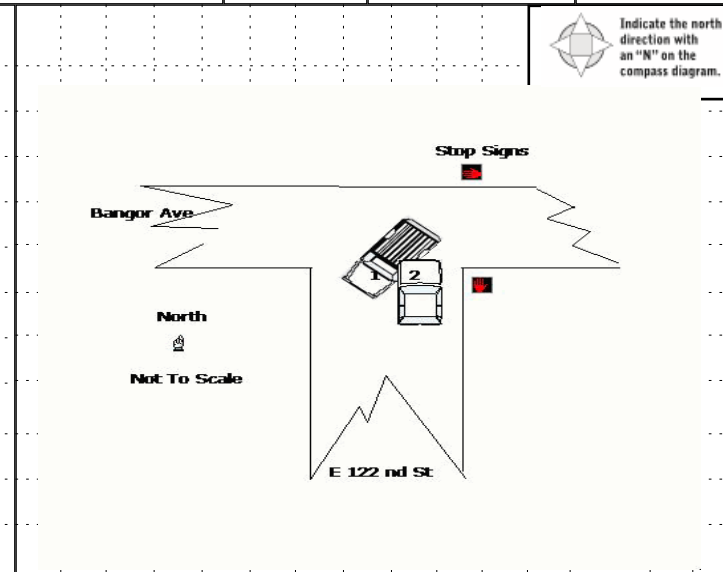 Indicate the north
direction with
an "N" on the
compass diagram.
Stop Signs
Bangor Ave
1 2
North
Not To Scale
E 122 nd St